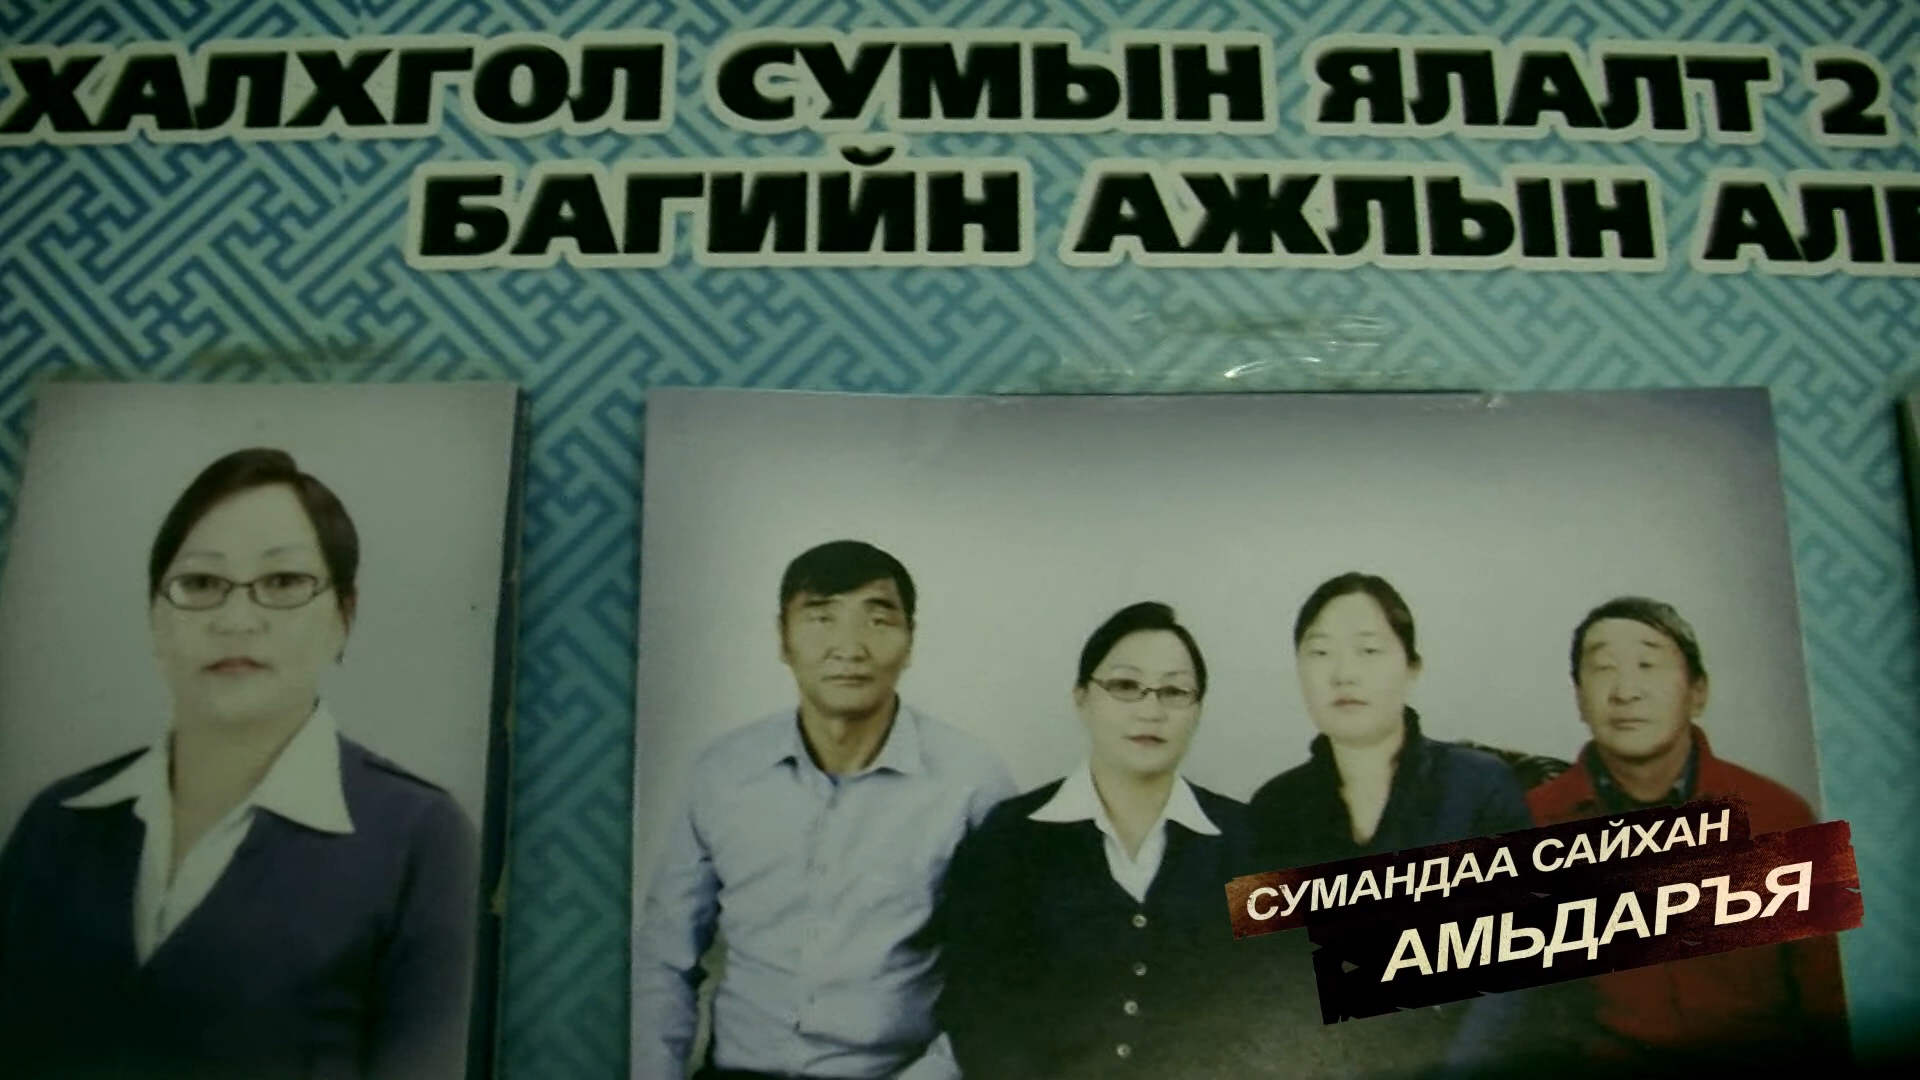 ХАЛХГОЛ СУМЫН ЯЛАЛТ 2
БАГИЙН АЖЛЫН
СУМАНДАА САЙХАН
АМЬДАРЪЯ